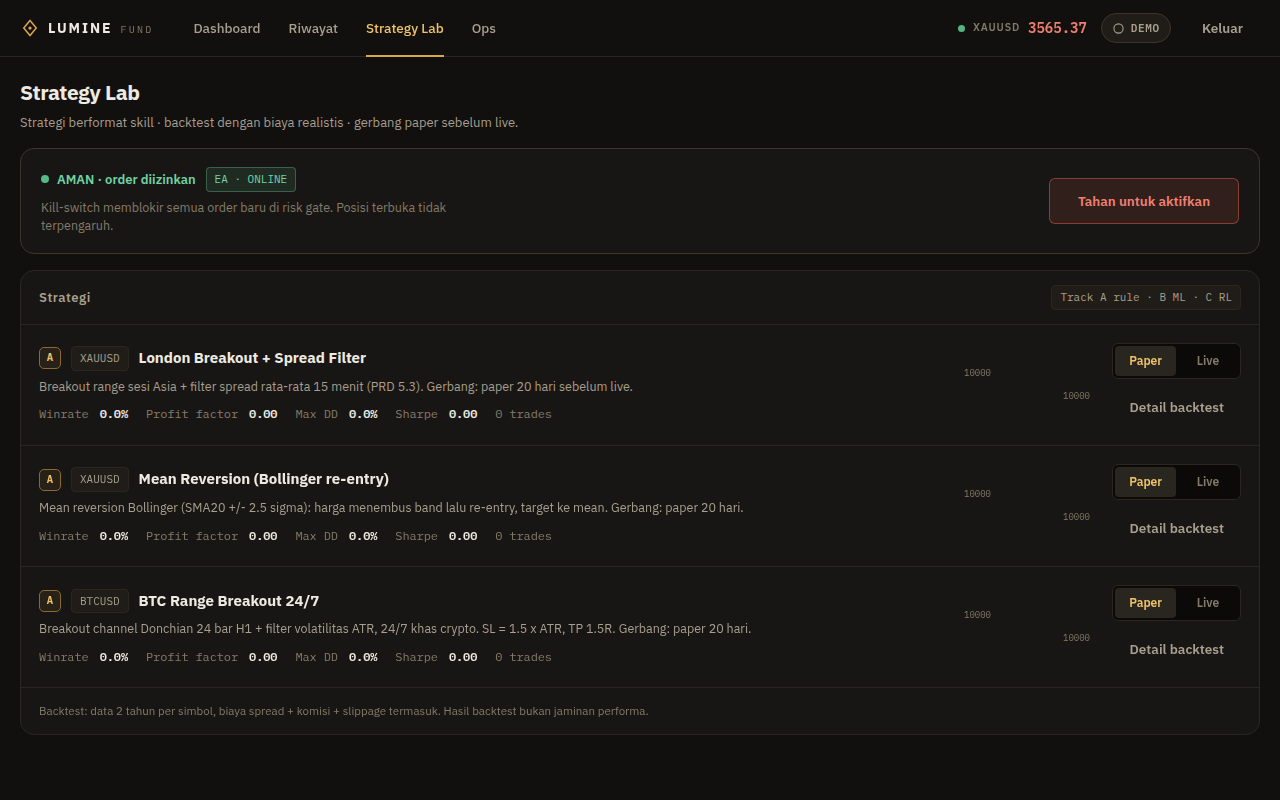 LUMINE FUND Dashboard Riwayat Strategy Lab Ops XAUUSD 3565.37 DEMO Keluar
Strategy Lab
Strategi berformat skill · backtest dengan biaya realistis · gerbang paper sebelum live.
AMAN · order diizinkan EA · ONLINE
Kill-switch memblokir semua order baru di risk gate. Posisi terbuka tidak
terpengaruh.
Tahan untuk aktifkan
Strategi Track A rule · B ML · C RL
A XAUUSD London Breakout + Spread Filter
Breakout range sesi Asia + filter spread rata-rata 15 menit (PRD 5.3). Gerbang: paper 20 hari sebelum live.
Winrate 0.0% Profit factor 0.00 Max DD 0.0% Sharpe 0.00 0 trades
10000
10000
Paper Live
Detail backtest
A XAUUSD Mean Reversion (Bollinger re-entry)
Mean reversion Bollinger (SMA20 +/- 2.5 sigma): harga menembus band lalu re-entry, target ke mean. Gerbang: paper 20 hari.
Winrate 0.0% Profit factor 0.00 Max DD 0.0% Sharpe 0.00 0 trades
10000
10000
Paper Live
Detail backtest
A BTCUSD BTC Range Breakout 24/7
Breakout channel Donchian 24 bar H1 + filter volatilitas ATR, 24/7 khas crypto. SL = 1.5 x ATR, TP 1.5R. Gerbang: paper 20 hari.
Winrate 0.0% Profit factor 0.00 Max DD 0.0% Sharpe 0.00 0 trades
10000
10000
Paper Live
Detail backtest
Backtest: data 2 tahun per simbol, biaya spread + komisi + slippage termasuk. Hasil backtest bukan jaminan performa.